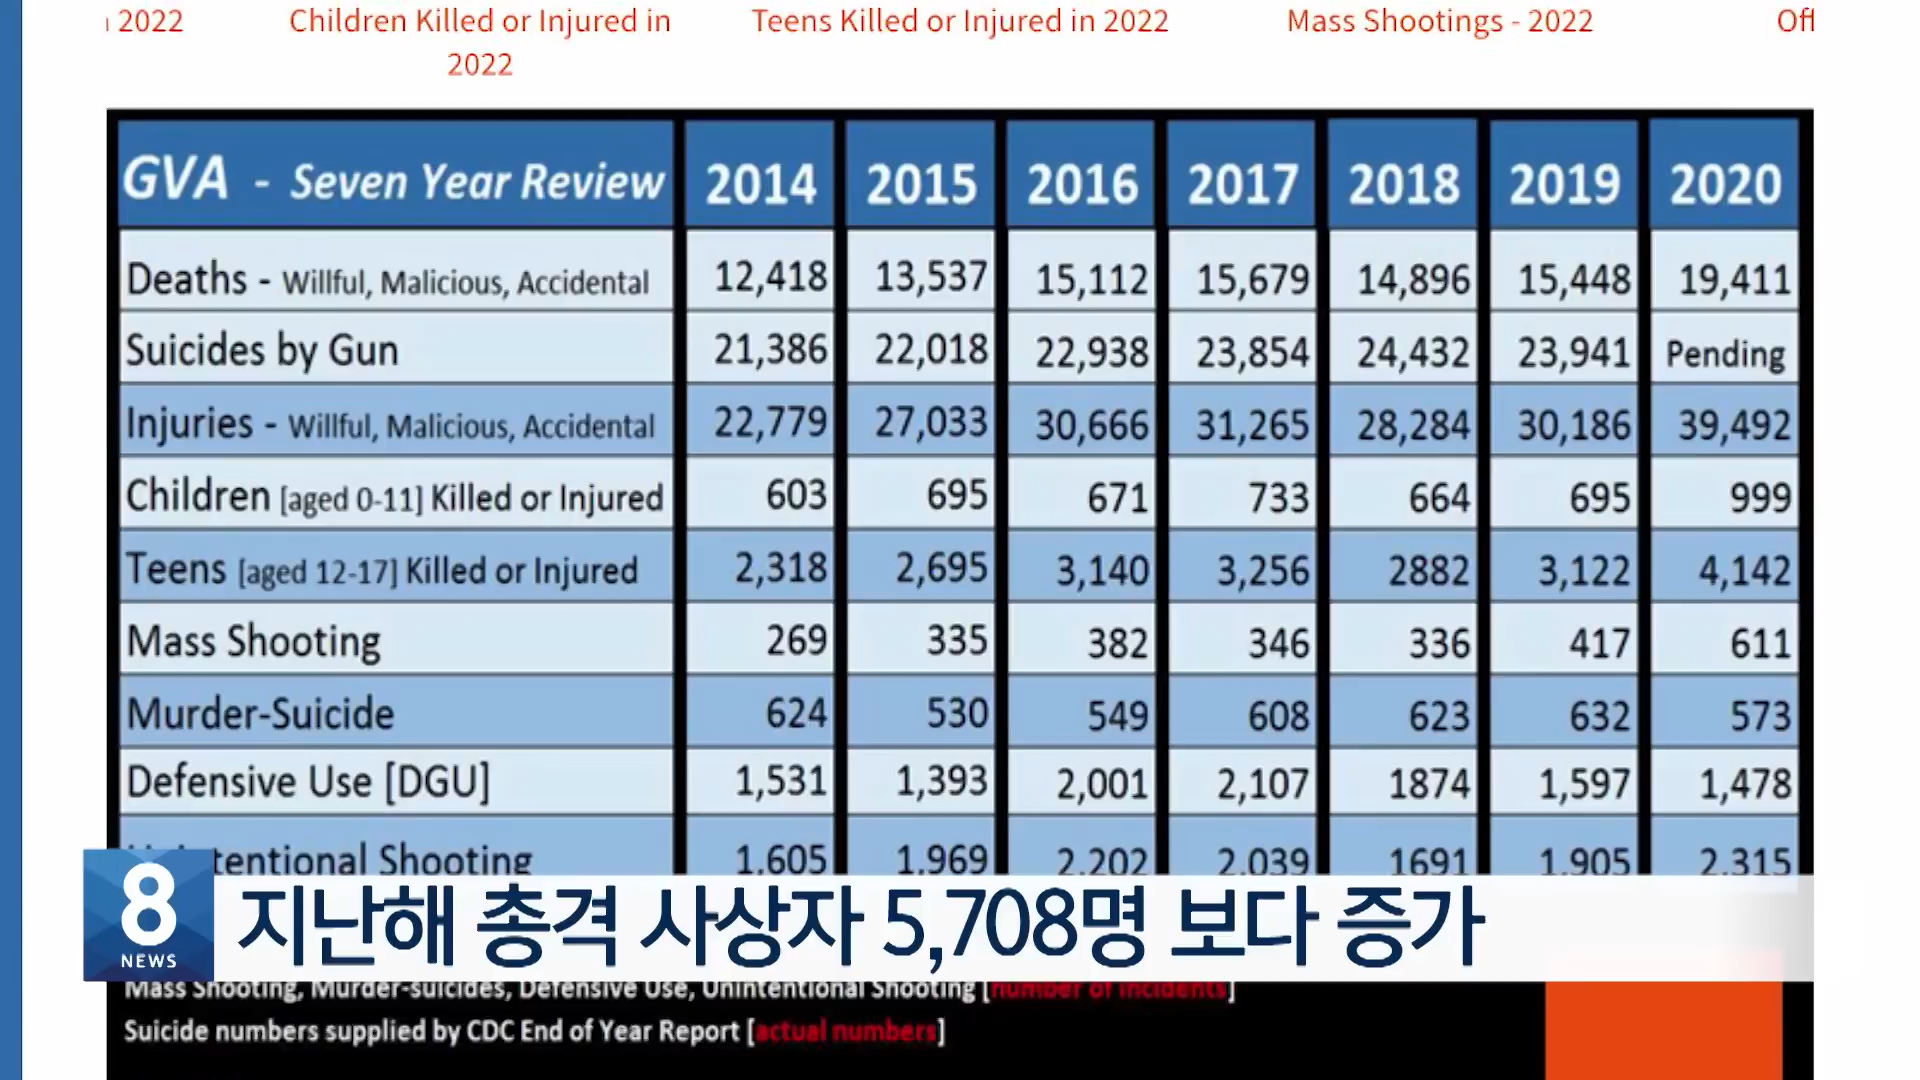 2022
Children Killed or Injured in
2022
Teens Killed or Injured in 2022
Mass Shootings - 2022
GVA - Seven Year Review 2014 2015 2016 2017 2018 2019 2020
Deaths - Willful, Malicious, Accidental 12,418 13,537 15,112 15,679 14,896 15,448 19,411
Suicides by Gun 21,386 22,018 22,938 23,854 24,432 23,941 Pending
Injuries - Willful, Malicious, Accidental 22,779 27,033 30,666 31,265 28,284 30,186 39,492
Children [aged 0-11] Killed or Injured 603 695 671 733 664 695 999
Teens [aged 12-17] Killed or Injured 2,318 2,695 3,140 3,256 2882 3,122 4,142
Mass Shooting 269 335 382 346 336 417 611
Murder-Suicide 624 530 549 608 623 632 573
Defensive Use [DGU] 1,531 1,393 2,001 2,107 1874 1,597 1,478
Shooting 1,605 1,969 2,202 2,039 1691 1,905 2,315
8 NEWS
지난해 총격 사상자 5,708명 보다 증가
Mass Shooting, Murder-suicides, Defensive Use, Unintentional Shooting [number of incidents]
Suicide numbers supplied by CDC End of Year Report [actual numbers]